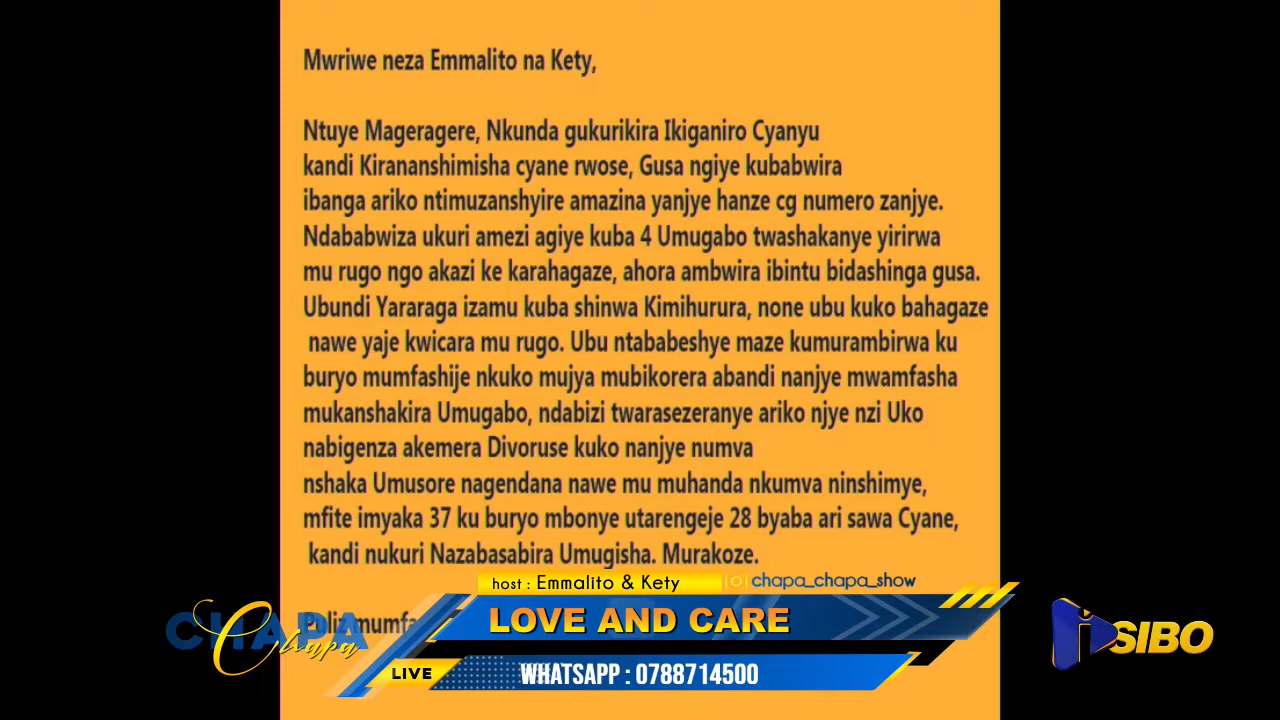 Mwriwe neza Emmalito na Kety,
Ntuye Mageragere, Nkunda gukurikira Ikiganiro Cyanyu
kandi Kirananshimisha cyane rwose, Gusa ngiye kubabwira
ibanga ariko ntimuzanshyire amazina yanjye hanze cg numero zanjye.
Ndababwiza ukuri amezi agiye kuba 4 Umugabo twashakanye yirirwa
mu rugo ngo akazi ke karahagaze, ahora ambwira ibintu bidashinga gusa.
Ubundi Yararaga izamu kuba shinwa Kimihurura, none ubu kuko bahagaze
nawe yaje kwicara mu rugo. Ubu ntababeshye maze kumurambirwa ku
buryo mumfashije nkuko mujya mubikorera abandi nanjye mwamfasha
mukanshakira Umugabo, ndabizi twarasezeranye ariko njye nzi Uko
nabigenza akemera Divoruse kuko nanjye numva
nshaka Umusore nagendana nawe mu muhanda nkumva ninshimye,
mfite imyaka 37 ku buryo mbonye utarengeje 28 byaba ari sawa Cyane,
kandi nukuri Nazabasabira Umugisha. Murakoze.
host : Emmalito & Kety
chapa_chapa_show
LOVE AND CARE
CHAPA
Chapa
LIVE
WHATSAPP : 0788714500
iSIBO